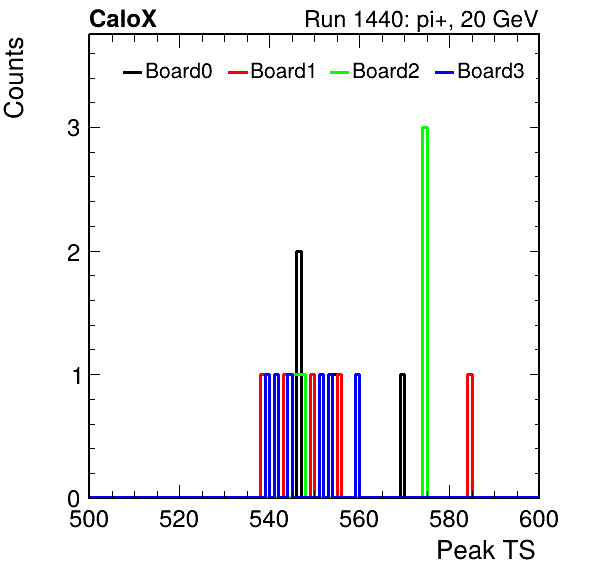 CaloX Run 1440: pi+, 20 GeV
Counts
Board0 Board1 Board2 Board3
3
2
1
0
500 520 540 560 580 600
Peak TS